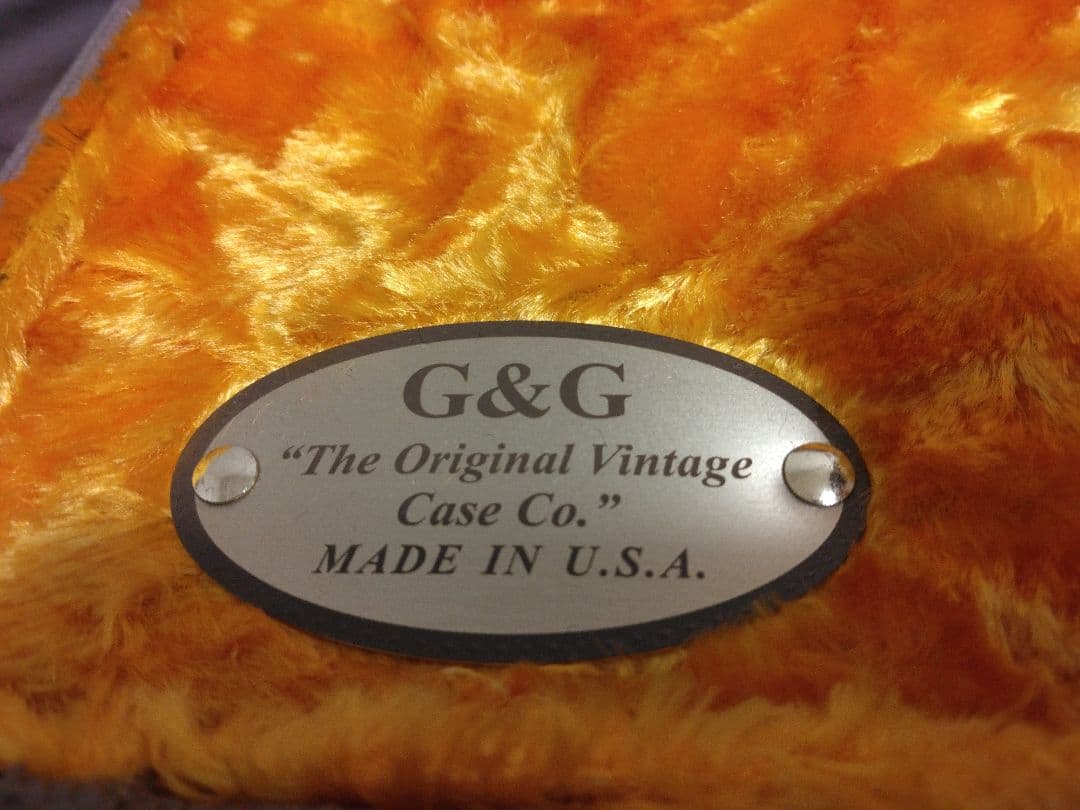 G&G
“The Original Vintage
Case Co.”
MADE IN U.S.A.